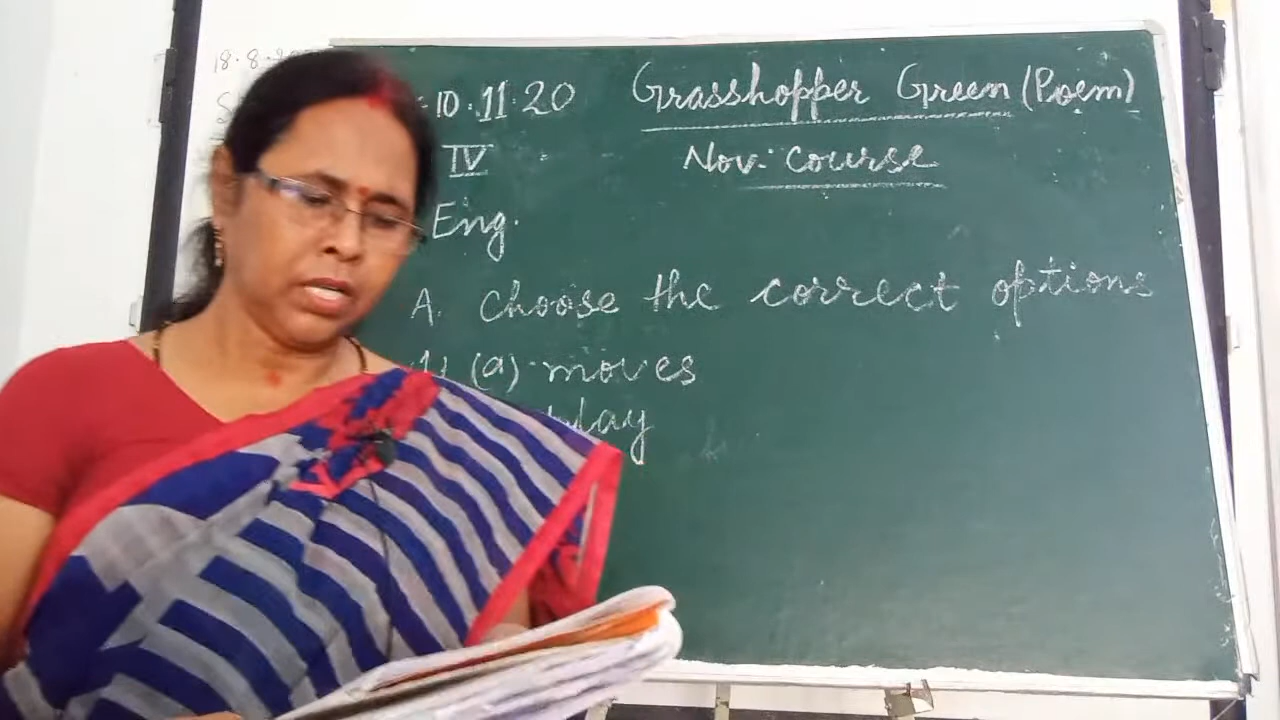 18.8.
10.11.20 Grasshopper Green (Poem)
IV Nov. course
Eng.
A. Choose the correct options
1) (a) moves
play